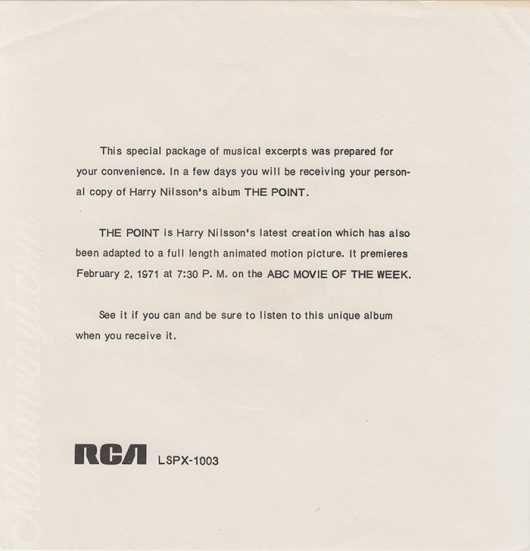 This special package of musical excerpts was prepared for
your convenience. In a few days you will be receiving your person-
al copy of Harry Nilsson's album THE POINT.
THE POINT is Harry Nilsson's latest creation which has also
been adapted to a full length animated motion picture. It premieres
February 2, 1971 at 7:30 P. M. on the ABC MOVIE OF THE WEEK.
See it if you can and be sure to listen to this unique album
when you receive it.
RCA LSPX-1003